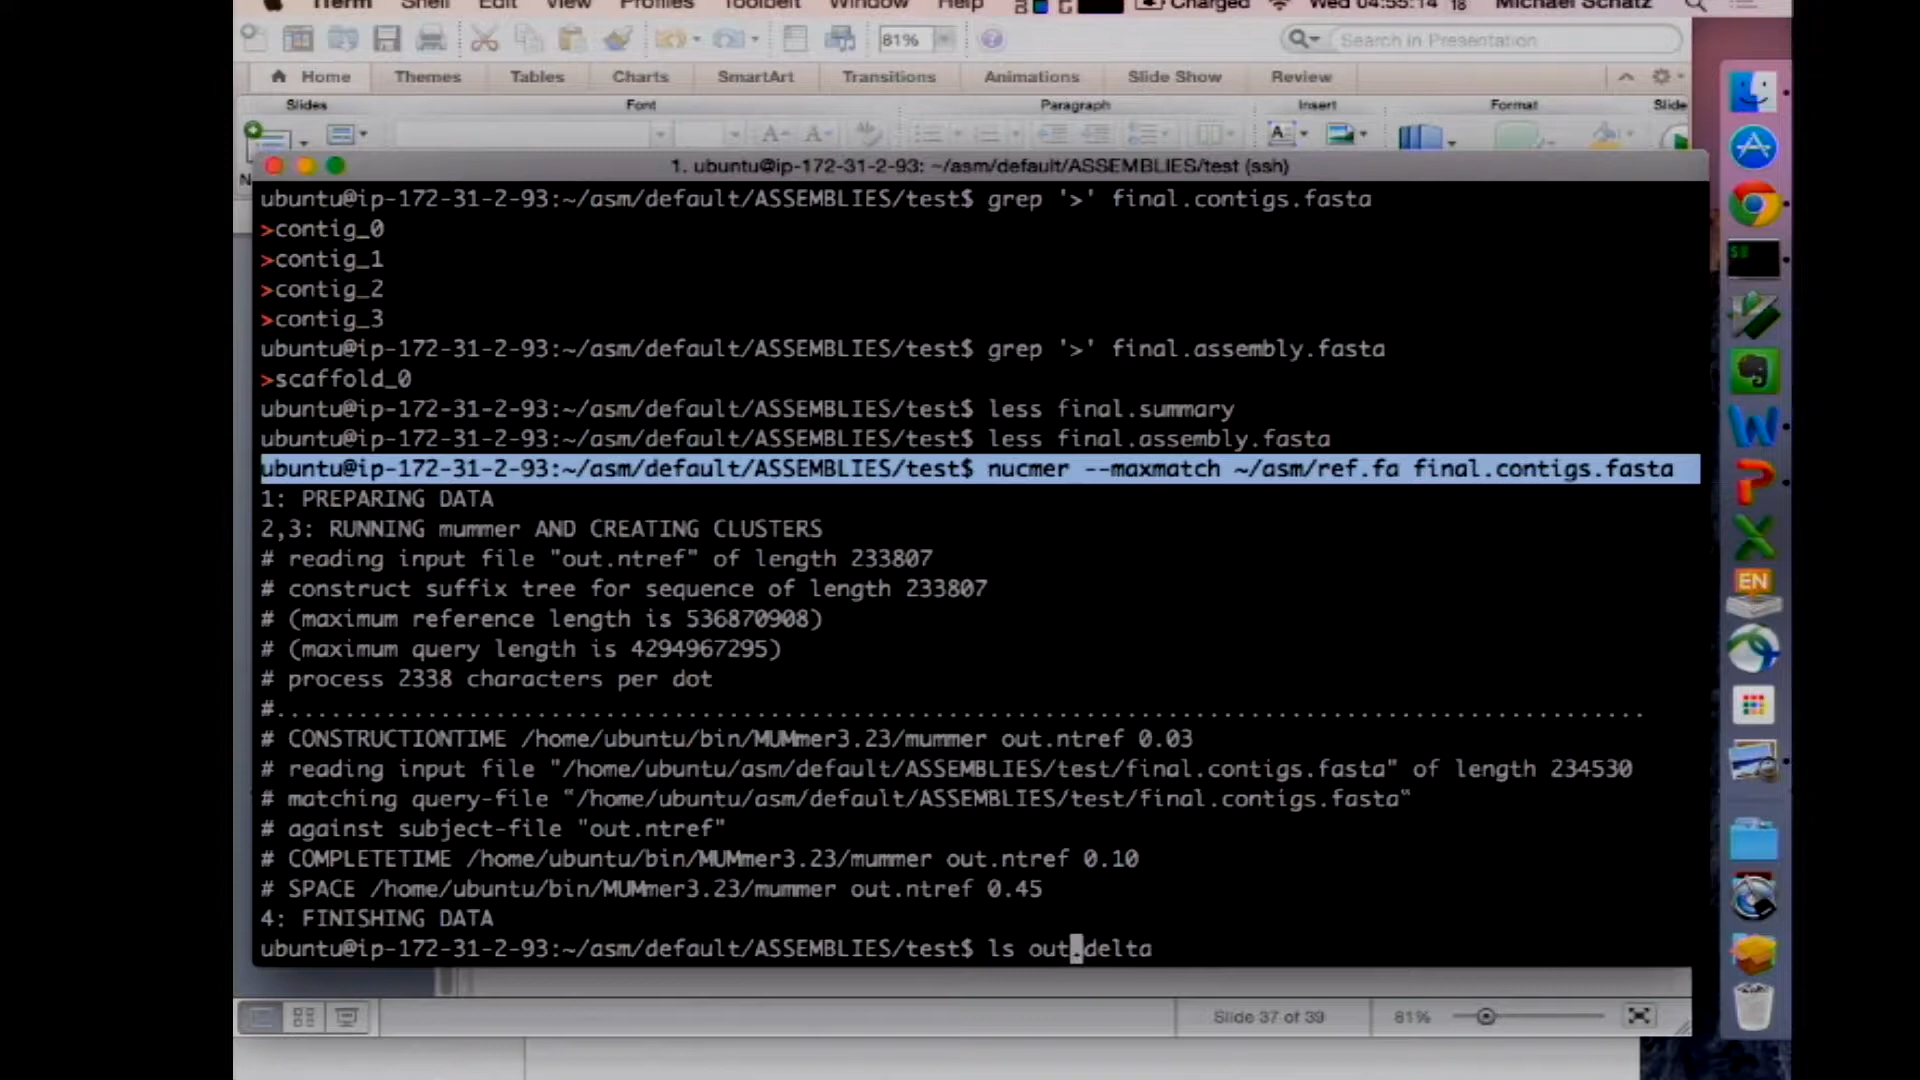 iTerm Shell Edit View Profiles Toolbelt Window Help Charged Wed 04:55:14 18 Michael Schatz
81% Search in Presentation
Home Themes Tables Charts SmartArt Transitions Animations Slide Show Review
Slides Font Paragraph Insert Format Slide
1. ubuntu@ip-172-31-2-93: ~/asm/default/ASSEMBLIES/test (ssh)
ubuntu@ip-172-31-2-93:~/asm/default/ASSEMBLIES/test$ grep '>' final.contigs.fasta
>contig_0
>contig_1
>contig_2
>contig_3
ubuntu@ip-172-31-2-93:~/asm/default/ASSEMBLIES/test$ grep '>' final.assembly.fasta
>scaffold_0
ubuntu@ip-172-31-2-93:~/asm/default/ASSEMBLIES/test$ less final.summary
ubuntu@ip-172-31-2-93:~/asm/default/ASSEMBLIES/test$ less final.assembly.fasta
ubuntu@ip-172-31-2-93:~/asm/default/ASSEMBLIES/test$ nucmer --maxmatch ~/asm/ref.fa final.contigs.fasta
1: PREPARING DATA
2,3: RUNNING mummer AND CREATING CLUSTERS
# reading input file "out.ntref" of length 233807
# construct suffix tree for sequence of length 233807
# (maximum reference length is 536870908)
# (maximum query length is 4294967295)
# process 2338 characters per dot
#....................................................................................................
# CONSTRUCTIONTIME /home/ubuntu/bin/MUMmer3.23/mummer out.ntref 0.03
# reading input file "/home/ubuntu/asm/default/ASSEMBLIES/test/final.contigs.fasta" of length 234530
# matching query-file "/home/ubuntu/asm/default/ASSEMBLIES/test/final.contigs.fasta"
# against subject-file "out.ntref"
# COMPLETETIME /home/ubuntu/bin/MUMmer3.23/mummer out.ntref 0.10
# SPACE /home/ubuntu/bin/MUMmer3.23/mummer out.ntref 0.45
4: FINISHING DATA
ubuntu@ip-172-31-2-93:~/asm/default/ASSEMBLIES/test$ ls out.delta
Slide 37 of 39 81%
EN